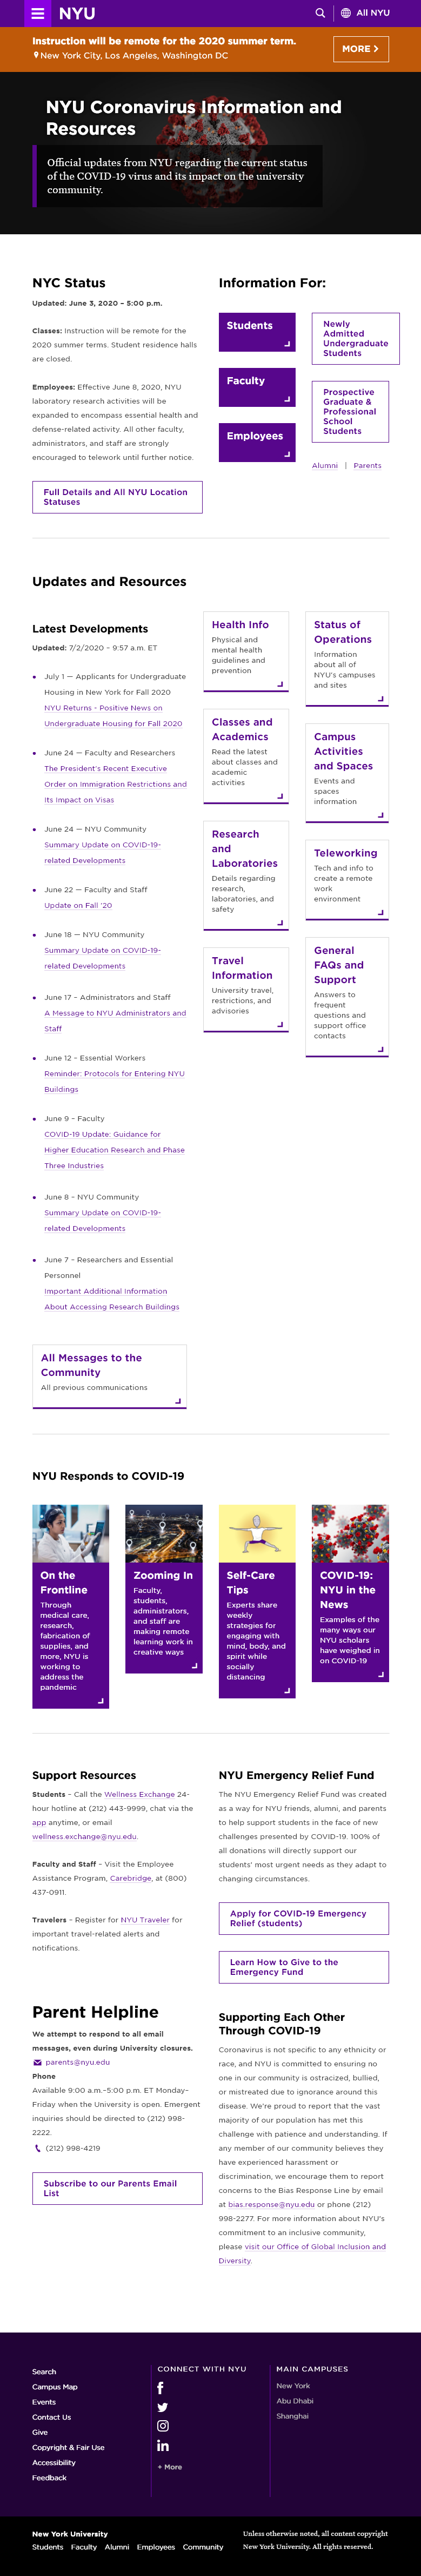 NYU
All NYU
Instruction will be remote for the 2020 summer term.
New York City, Los Angeles, Washington DC
MORE
NYU Coronavirus Information and
Resources
Official updates from NYU regarding the current status
of the COVID-19 virus and its impact on the university
community.
NYC Status
Updated: June 3, 2020 – 5:00 p.m.
Classes: Instruction will be remote for the
2020 summer terms. Student residence halls
are closed.
Employees: Effective June 8, 2020, NYU
laboratory research activities will be
expanded to encompass essential health and
defense-related activity. All other faculty,
administrators, and staff are strongly
encouraged to telework until further notice.
Full Details and All NYU Location
Statuses
Information For:
Students
Faculty
Employees
Newly
Admitted
Undergraduate
Students
Prospective
Graduate &
Professional
School
Students
Alumni | Parents
Updates and Resources
Latest Developments
Updated: 7/2/2020 – 9:57 a.m. ET
July 1 — Applicants for Undergraduate
Housing in New York for Fall 2020
NYU Returns - Positive News on
Undergraduate Housing for Fall 2020
June 24 — Faculty and Researchers
The President's Recent Executive
Order on Immigration Restrictions and
Its Impact on Visas
June 24 — NYU Community
Summary Update on COVID-19-
related Developments
June 22 — Faculty and Staff
Update on Fall '20
June 18 — NYU Community
Summary Update on COVID-19-
related Developments
June 17 – Administrators and Staff
A Message to NYU Administrators and
Staff
June 12 – Essential Workers
Reminder: Protocols for Entering NYU
Buildings
June 9 – Faculty
COVID-19 Update: Guidance for
Higher Education Research and Phase
Three Industries
June 8 – NYU Community
Summary Update on COVID-19-
related Developments
June 7 – Researchers and Essential
Personnel
Important Additional Information
About Accessing Research Buildings
All Messages to the
Community
All previous communications
Health Info
Physical and
mental health
guidelines and
prevention
Classes and
Academics
Read the latest
about classes and
academic
activities
Research
and
Laboratories
Details regarding
research,
laboratories, and
safety
Travel
Information
University travel,
restrictions, and
advisories
Status of
Operations
Information
about all of
NYU's campuses
and sites
Campus
Activities
and Spaces
Events and
spaces
information
Teleworking
Tech and info to
create a remote
work
environment
General
FAQs and
Support
Answers to
frequent
questions and
support office
contacts
NYU Responds to COVID-19
On the
Frontline
Through
medical care,
research,
fabrication of
supplies, and
more, NYU is
working to
address the
pandemic
Zooming In
Faculty,
students,
administrators,
and staff are
making remote
learning work in
creative ways
Self-Care
Tips
Experts share
weekly
strategies for
engaging with
mind, body, and
spirit while
socially
distancing
COVID-19:
NYU in the
News
Examples of the
many ways our
NYU scholars
have weighed in
on COVID-19
Support Resources
Students – Call the Wellness Exchange 24-
hour hotline at (212) 443-9999, chat via the
app anytime, or email
wellness.exchange@nyu.edu.
Faculty and Staff – Visit the Employee
Assistance Program, Carebridge, at (800)
437-0911.
Travelers – Register for NYU Traveler for
important travel-related alerts and
notifications.
NYU Emergency Relief Fund
The NYU Emergency Relief Fund was created
as a way for NYU friends, alumni, and parents
to help support students in the face of new
challenges presented by COVID-19. 100% of
all donations will directly support our
students' most urgent needs as they adapt to
changing circumstances.
Apply for COVID-19 Emergency
Relief (students)
Learn How to Give to the
Emergency Fund
Parent Helpline
We attempt to respond to all email
messages, even during University closures.
parents@nyu.edu
Phone
Available 9:00 a.m.–5:00 p.m. ET Monday–
Friday when the University is open. Emergent
inquiries should be directed to (212) 998-
2222.
(212) 998-4219
Subscribe to our Parents Email
List
Supporting Each Other
Through COVID-19
Coronavirus is not specific to any ethnicity or
race, and NYU is committed to ensuring no
one in our community is ostracized, bullied,
or mistreated due to ignorance around this
disease. We're proud to report that the vast
majority of our population has met this
challenge with patience and understanding. If
any member of our community believes they
have experienced harassment or
discrimination, we encourage them to report
concerns to the Bias Response Line by email
at bias.response@nyu.edu or phone (212)
998-2277. For more information about NYU's
commitment to an inclusive community,
please visit our Office of Global Inclusion and
Diversity.
Search
Campus Map
Events
Contact Us
Give
Copyright & Fair Use
Accessibility
Feedback
CONNECT WITH NYU
+ More
MAIN CAMPUSES
New York
Abu Dhabi
Shanghai
New York University
Students Faculty Alumni Employees Community
Unless otherwise noted, all content copyright
New York University. All rights reserved.